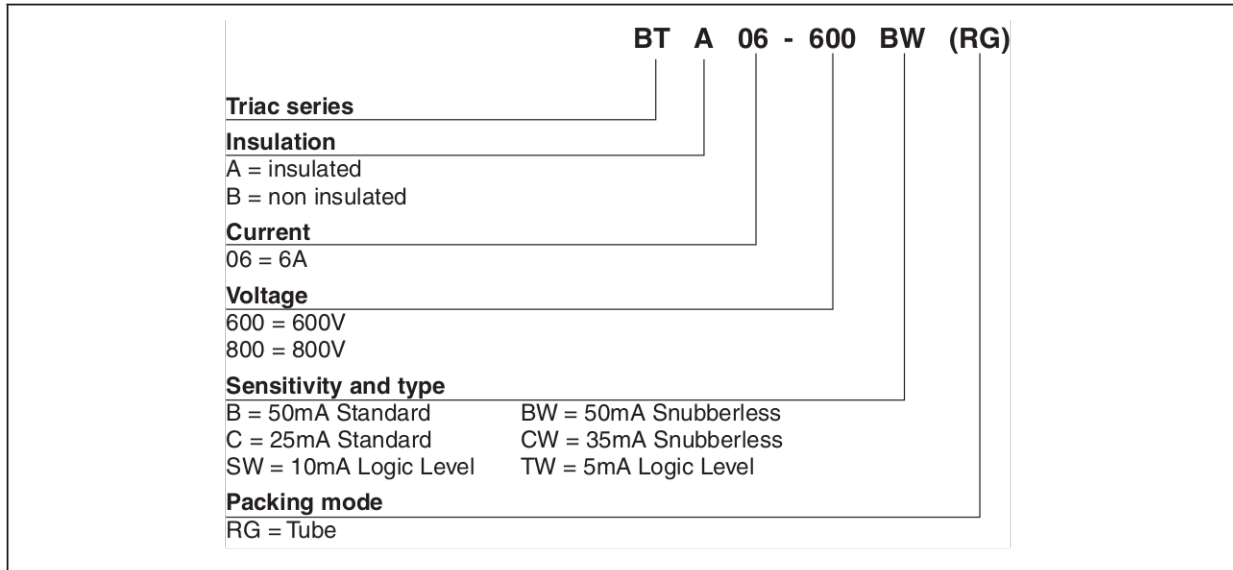 BT A 06 - 600 BW (RG)
Triac series
Insulation
A = insulated
B = non insulated
Current
06 = 6A
Voltage
600 = 600V
800 = 800V
Sensitivity and type
B = 50mA Standard BW = 50mA Snubberless
C = 25mA Standard CW = 35mA Snubberless
SW = 10mA Logic Level TW = 5mA Logic Level
Packing mode
RG = Tube